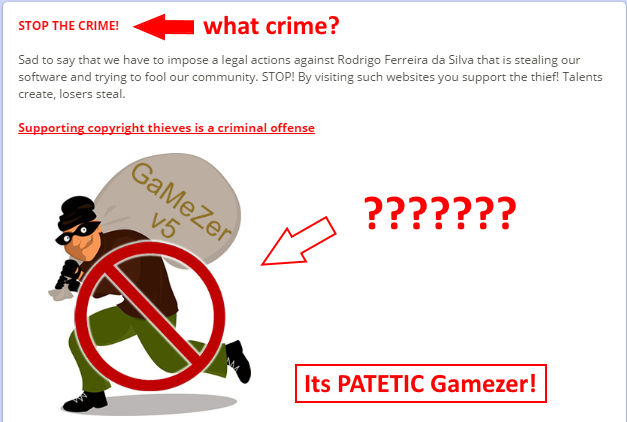 STOP THE CRIME! what crime?
Sad to say that we have to impose a legal actions against Rodrigo Ferreira da Silva that is stealing our
software and trying to fool our community. STOP! By visiting such websites you support the thief! Talents
create, losers steal.
Supporting copyright thieves is a criminal offense
GaMeZer
v5
???????
Its PATETIC Gamezer!